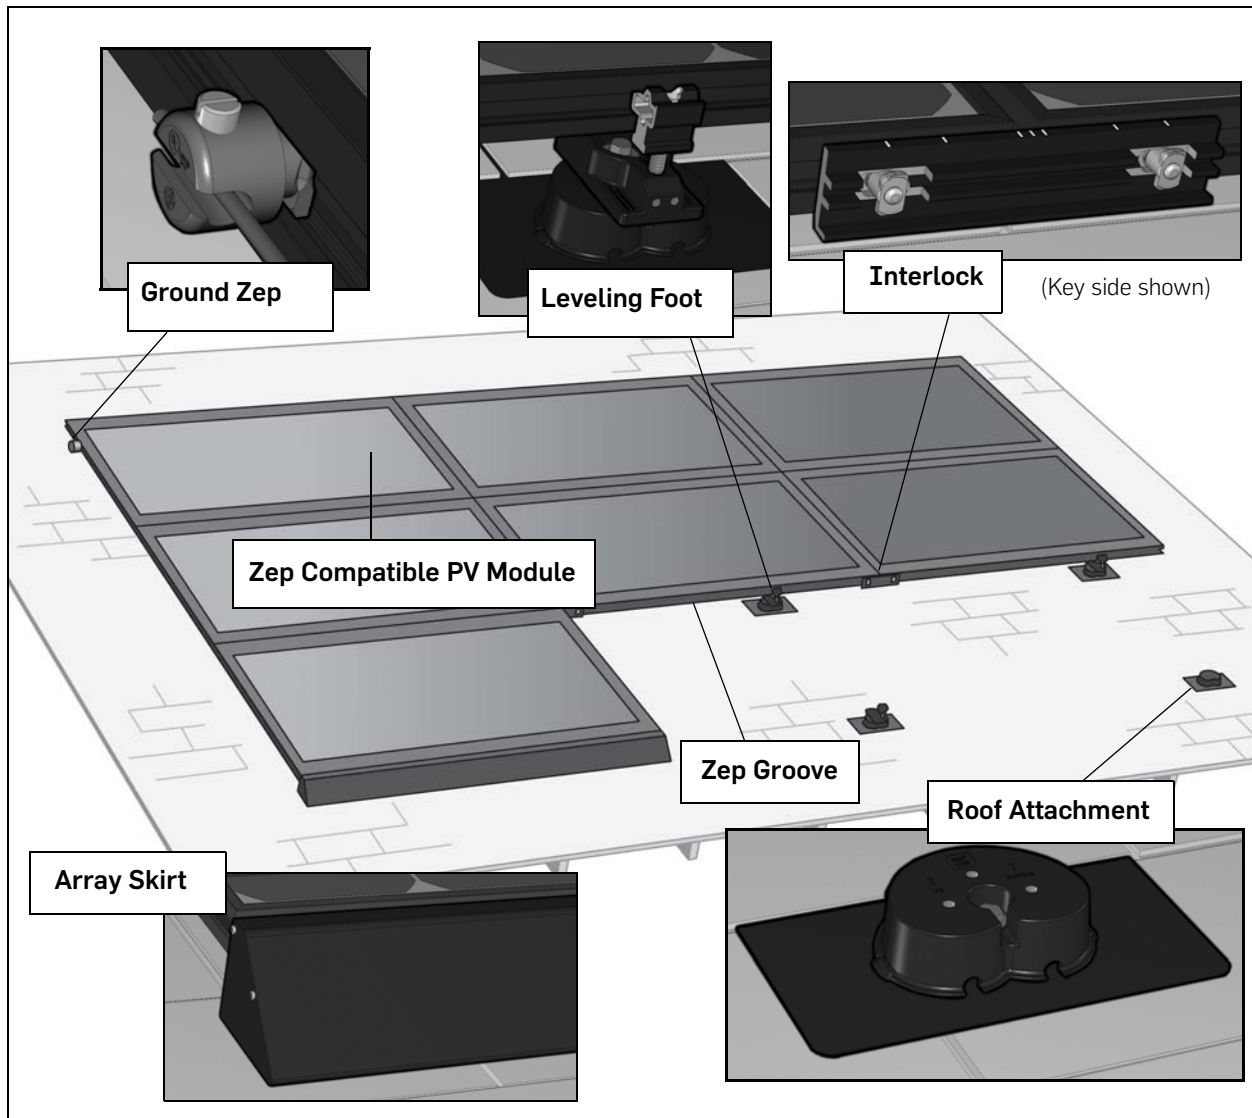 Ground Zep
Leveling Foot
Interlock
(Key side shown)
Zep Compatible PV Module
Zep Groove
Roof Attachment
Array Skirt